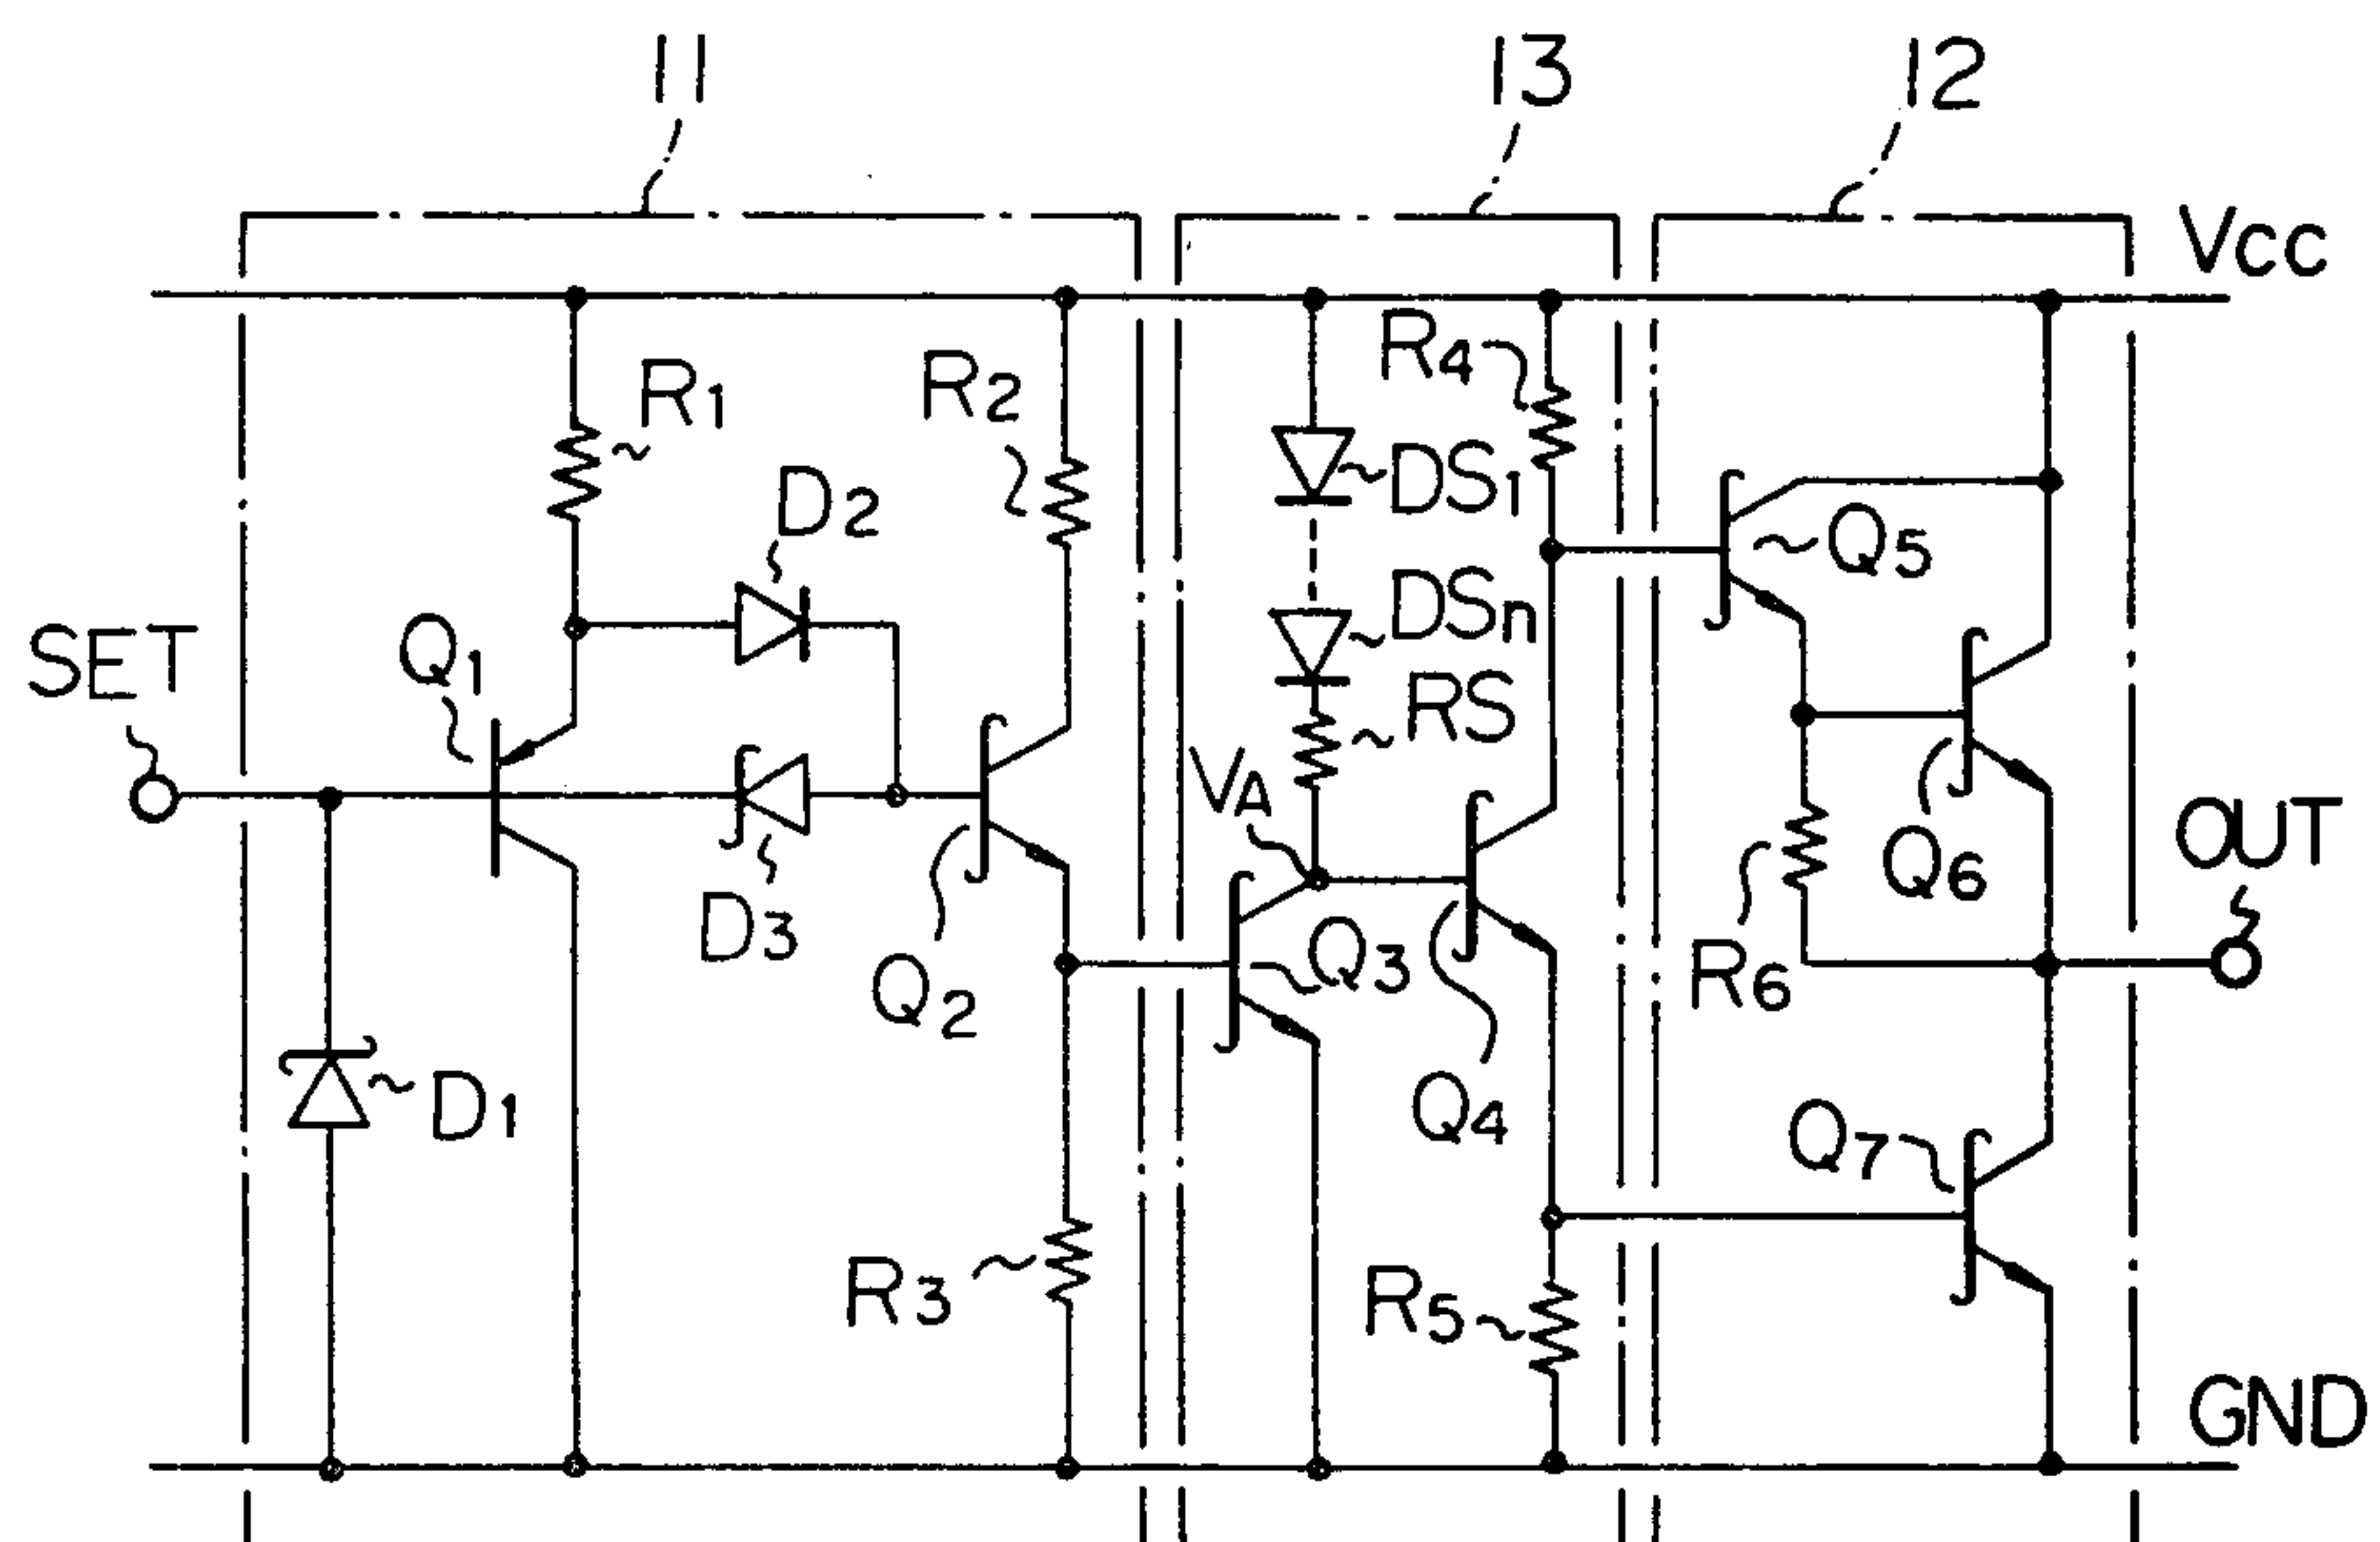 11
13
12
VCC
R4
R1
R2
DS1
D2
Q5
DSn
Q1
SET
RS
VA
OUT
Q6
D3
Q3
R6
Q2
D1
Q4
Q7
R3
R5
GND